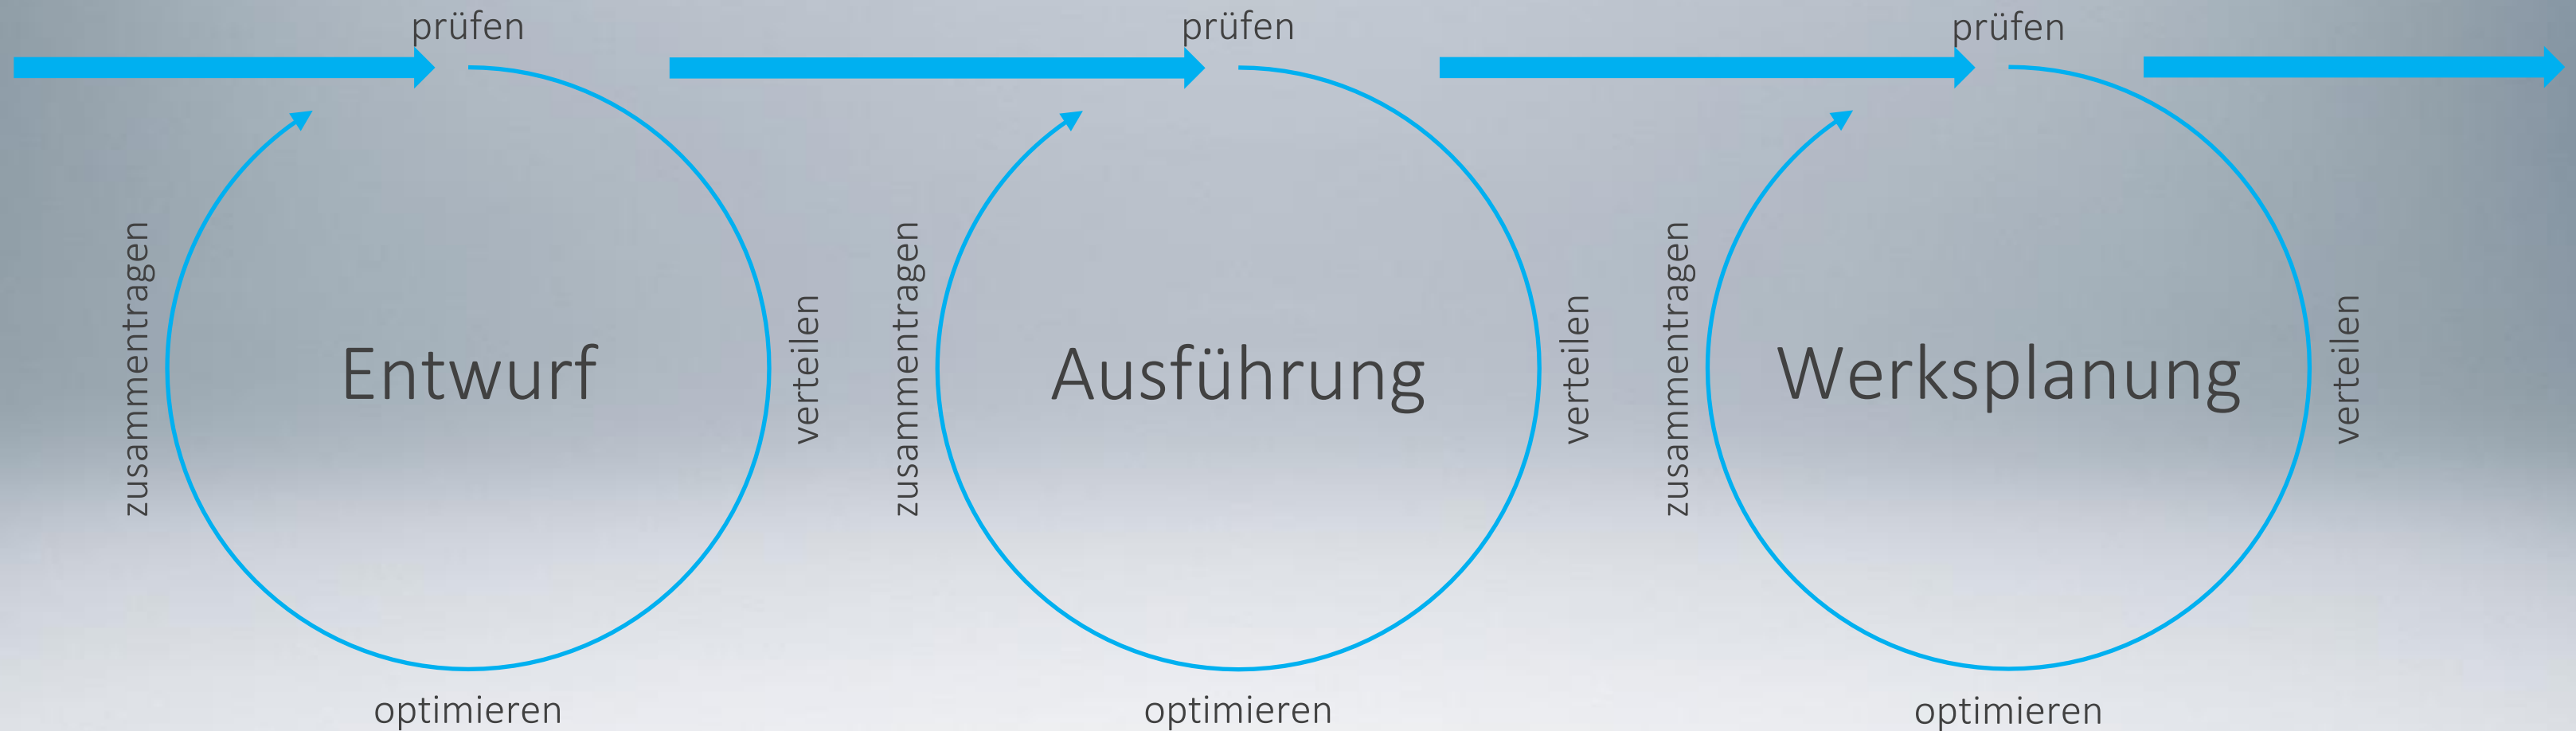 prüfen
prüfen
prüfen
zusammentragen
Entwurf
verteilen
zusammentragen
Ausführung
verteilen
zusammentragen
Werksplanung
verteilen
optimieren
optimieren
optimieren